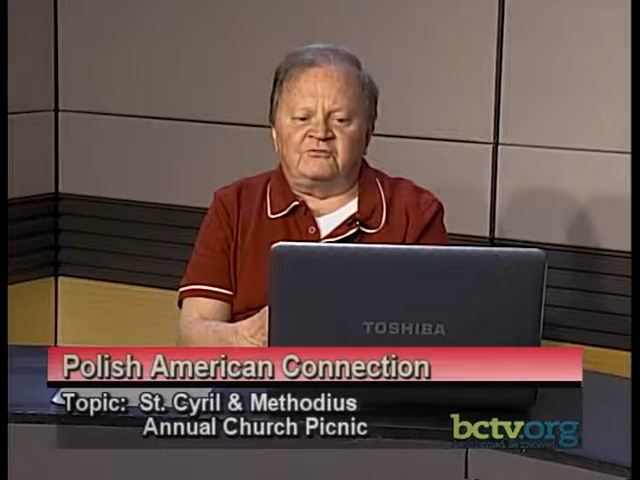 TOSHIBA
Polish American Connection
Topic: St. Cyril & Methodius
Annual Church Picnic
bctv.org